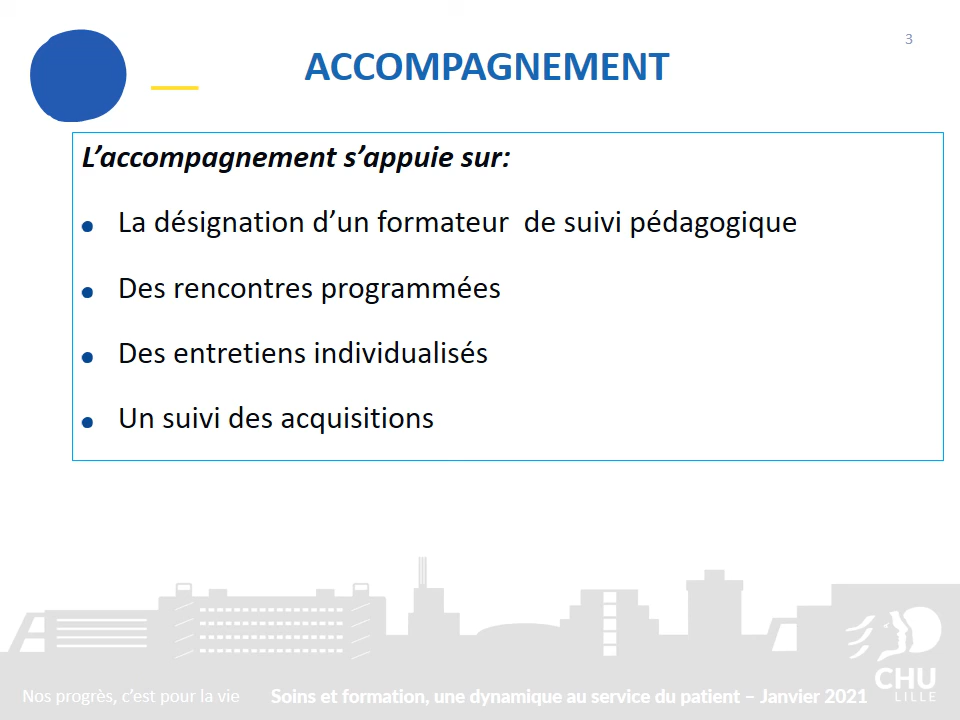 3
ACCOMPAGNEMENT
L’accompagnement s’appuie sur:
La désignation d’un formateur de suivi pédagogique
Des rencontres programmées
Des entretiens individualisés
Un suivi des acquisitions
Nos progrès, c’est pour la vie
Soins et formation, une dynamique au service du patient – Janvier 2021
CHU
LILLE